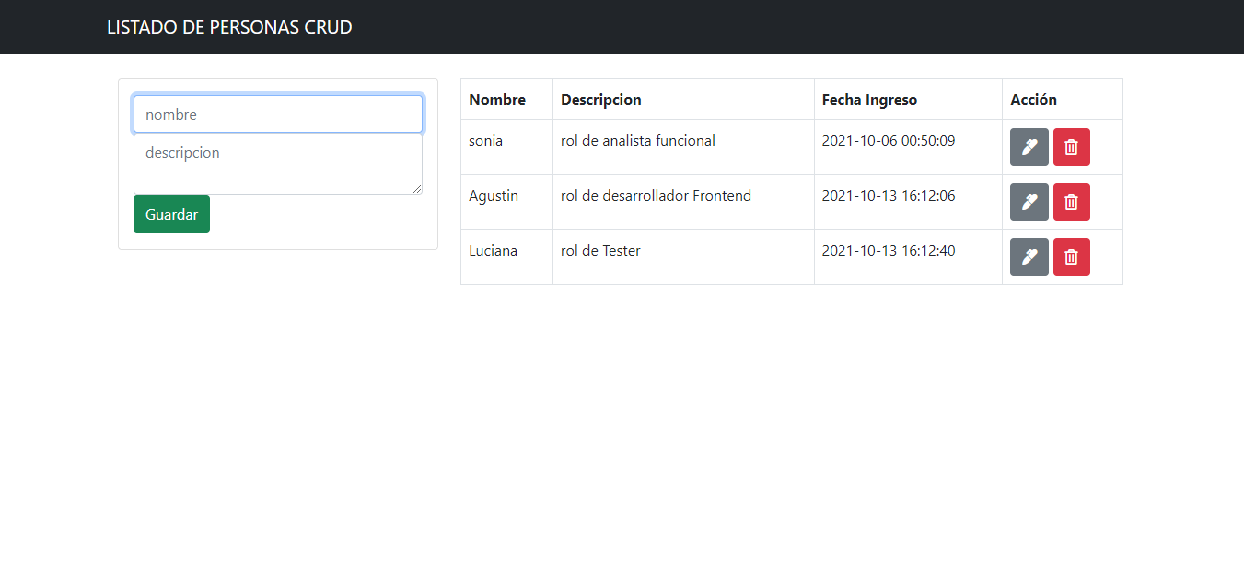 LISTADO DE PERSONAS CRUD
nombre
descripcion
Guardar
Nombre Descripcion Fecha Ingreso Acción
sonia rol de analista funcional 2021-10-06 00:50:09
Agustin rol de desarrollador Frontend 2021-10-13 16:12:06
Luciana rol de Tester 2021-10-13 16:12:40